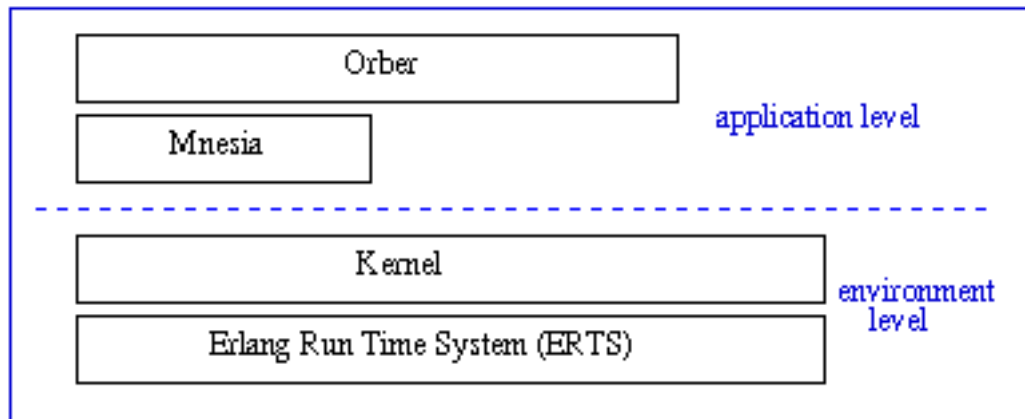 Orber
application level
Mnesia
Kernel
environment
level
Erlang Run Time System (ERTS)